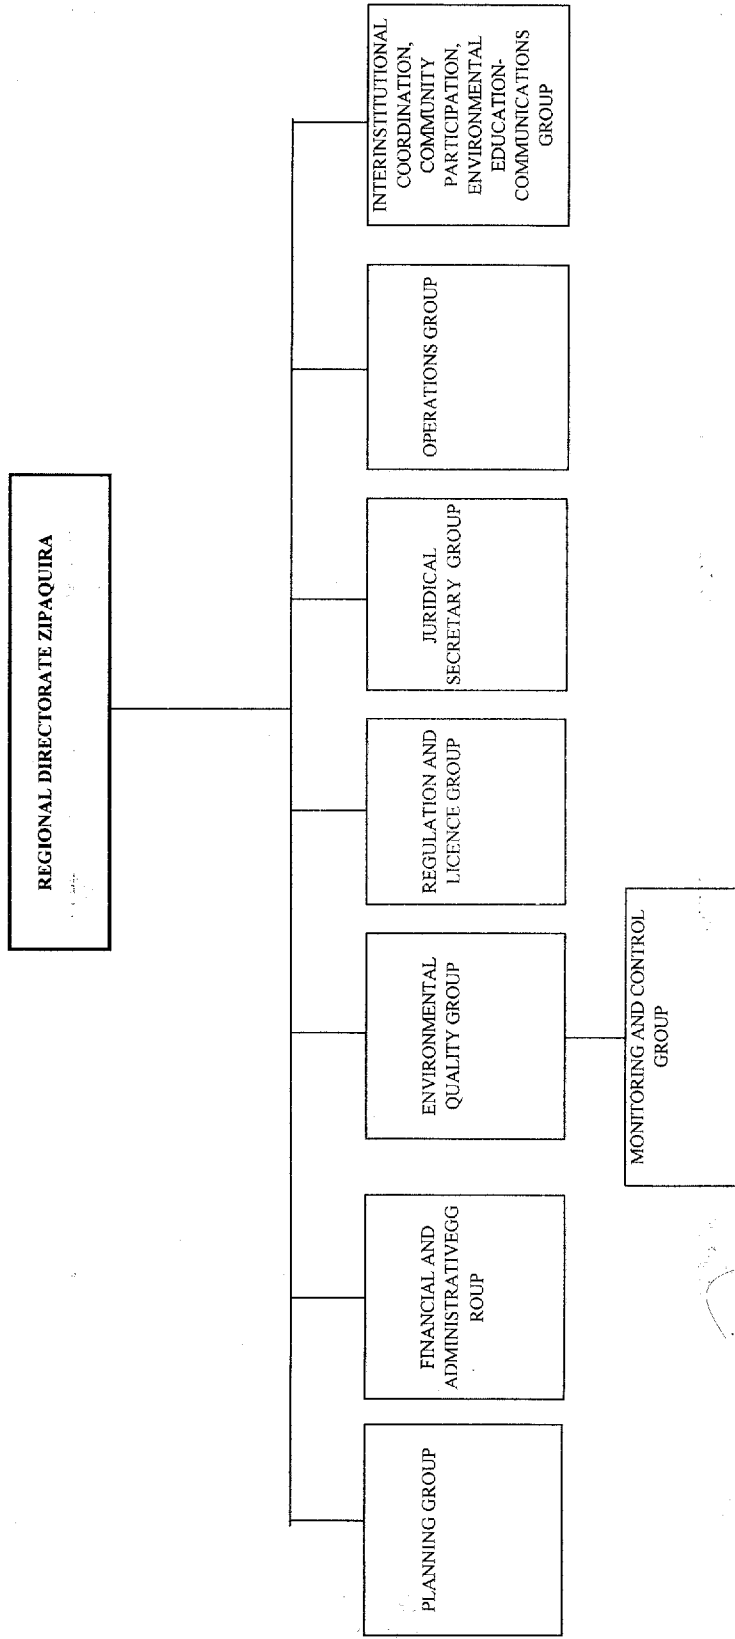 REGIONAL DIRECTORATE ZIPAQUIRA
PLANNING GROUP
FINANCIAL AND
ADMINISTRATIVEGG
ROUP
ENVIRONMENTAL
QUALITY GROUP
REGULATION AND
LICENCE GROUP
JURIDICAL
SECRETARY GROUP
OPERATIONS GROUP
INTERINSTITUTIONAL
COORDINATION,
COMMUNITY
PARTICIPATION,
ENVIRONMENTAL
EDUCATION-
COMMUNICATIONS
GROUP
MONITORING AND CONTROL
GROUP